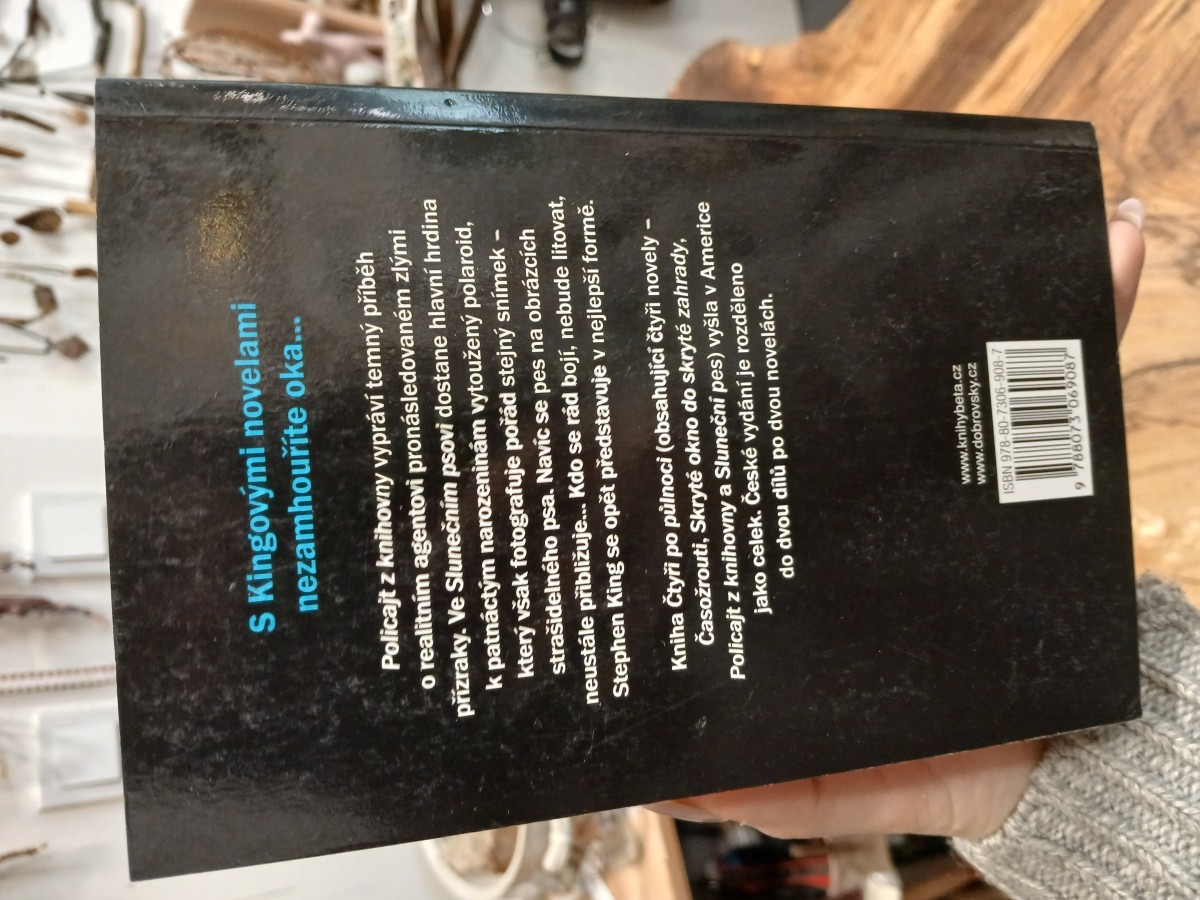 S Kingovými novelami
nezamhouříte oka...
Policajt z knihovny vypráví temný příběh
o realitním agentovi pronásledovaném zlými
přízraky. Ve Slunečním psovi dostane hlavní hrdina
k patnáctým narozeninám vytoužený polaroid,
který však fotografuje pořád stejný snímek –
strašidelného psa. Navíc se pes na obrázcích
neustále přibližuje... Kdo se rád bojí, nebude litovat,
Stephen King se opět představuje v nejlepší formě.
Kniha Čtyři po půlnoci (obsahující čtyři novely –
Časožrouti, Skryté okno do skryté zahrady,
Policajt z knihovny a Sluneční pes) vyšla v Americe
jako celek. České vydání je rozděleno
do dvou dílů po dvou novelách.
www.knihybeta.cz
www.dobrovsky.cz
ISBN 978-80-7306-908-7
9 788073 069087